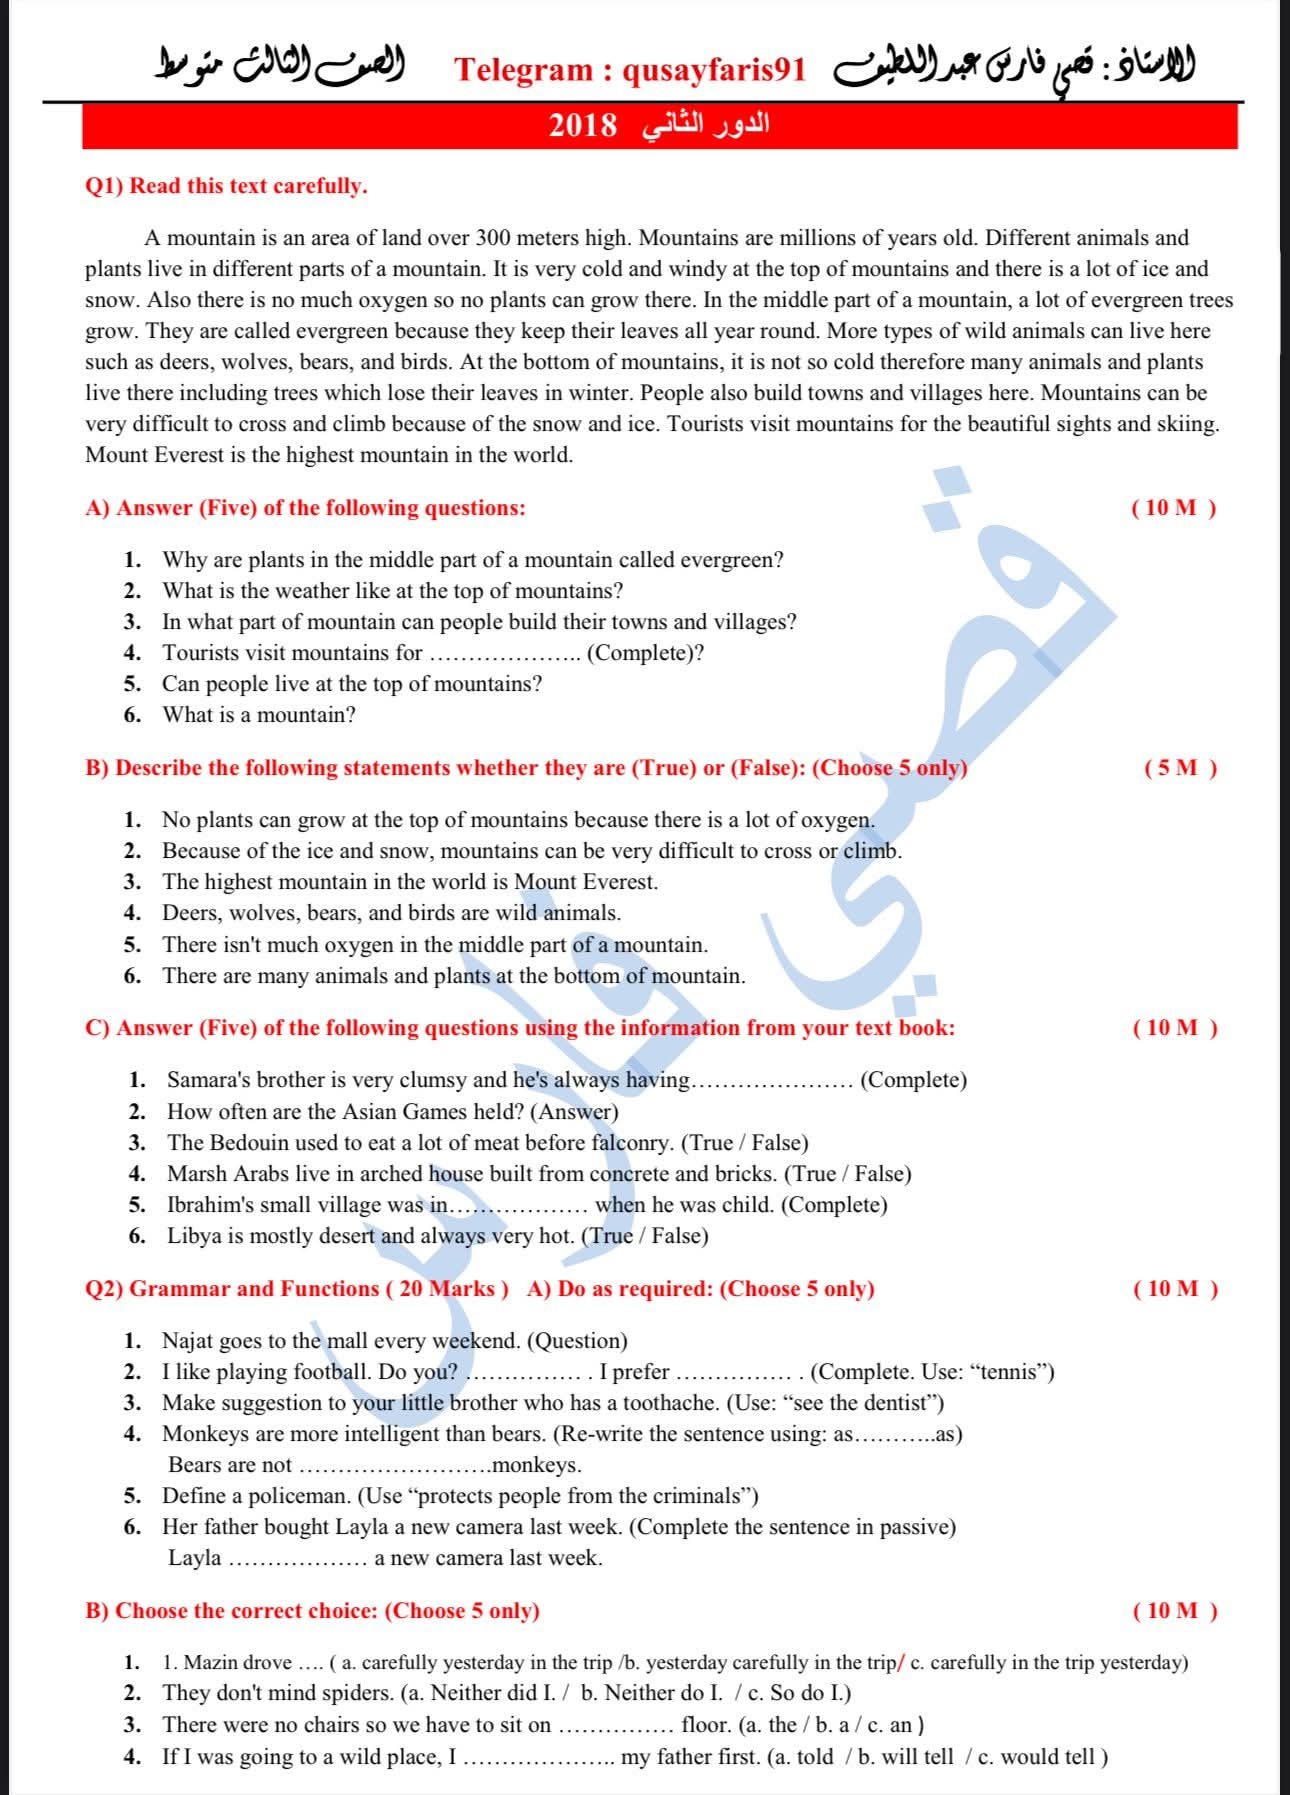 الاستاذ : قصي فارس عبد اللطيف Telegram : qusayfaris91 الصف الثالث متوسط
الدور الثاني 2018
Q1) Read this text carefully.
A mountain is an area of land over 300 meters high. Mountains are millions of years old. Different animals and
plants live in different parts of a mountain. It is very cold and windy at the top of mountains and there is a lot of ice and
snow. Also there is no much oxygen so no plants can grow there. In the middle part of a mountain, a lot of evergreen trees
grow. They are called evergreen because they keep their leaves all year round. More types of wild animals can live here
such as deers, wolves, bears, and birds. At the bottom of mountains, it is not so cold therefore many animals and plants
live there including trees which lose their leaves in winter. People also build towns and villages here. Mountains can be
very difficult to cross and climb because of the snow and ice. Tourists visit mountains for the beautiful sights and skiing.
Mount Everest is the highest mountain in the world.
A) Answer (Five) of the following questions: ( 10 M )
1. Why are plants in the middle part of a mountain called evergreen?
2. What is the weather like at the top of mountains?
3. In what part of mountain can people build their towns and villages?
4. Tourists visit mountains for .................... (Complete)?
5. Can people live at the top of mountains?
6. What is a mountain?
B) Describe the following statements whether they are (True) or (False): (Choose 5 only) ( 5 M )
1. No plants can grow at the top of mountains because there is a lot of oxygen.
2. Because of the ice and snow, mountains can be very difficult to cross or climb.
3. The highest mountain in the world is Mount Everest.
4. Deers, wolves, bears, and birds are wild animals.
5. There isn't much oxygen in the middle part of a mountain.
6. There are many animals and plants at the bottom of mountain.
C) Answer (Five) of the following questions using the information from your text book: ( 10 M )
1. Samara's brother is very clumsy and he's always having..................... (Complete)
2. How often are the Asian Games held? (Answer)
3. The Bedouin used to eat a lot of meat before falconry. (True / False)
4. Marsh Arabs live in arched house built from concrete and bricks. (True / False)
5. Ibrahim's small village was in.................. when he was child. (Complete)
6. Libya is mostly desert and always very hot. (True / False)
Q2) Grammar and Functions ( 20 Marks ) A) Do as required: (Choose 5 only) ( 10 M )
1. Najat goes to the mall every weekend. (Question)
2. I like playing football. Do you? ............... . I prefer ............... . (Complete. Use: “tennis”)
3. Make suggestion to your little brother who has a toothache. (Use: “see the dentist”)
4. Monkeys are more intelligent than bears. (Re-write the sentence using: as...........as)
Bears are not .........................monkeys.
5. Define a policeman. (Use “protects people from the criminals”)
6. Her father bought Layla a new camera last week. (Complete the sentence in passive)
Layla .................. a new camera last week.
B) Choose the correct choice: (Choose 5 only) ( 10 M )
1. 1. Mazin drove .... ( a. carefully yesterday in the trip /b. yesterday carefully in the trip/ c. carefully in the trip yesterday)
2. They don't mind spiders. (a. Neither did I. / b. Neither do I. / c. So do I.)
3. There were no chairs so we have to sit on ............... floor. (a. the / b. a / c. an )
4. If I was going to a wild place, I .................... my father first. (a. told / b. will tell / c. would tell )
قصي فارس